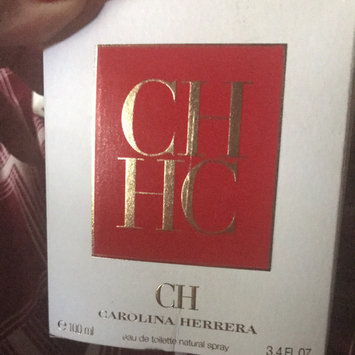 CH
HC
CH
CAROLINA HERRERA
℮ 100 ml
eau de toilette natural spray
3.4 FL OZ